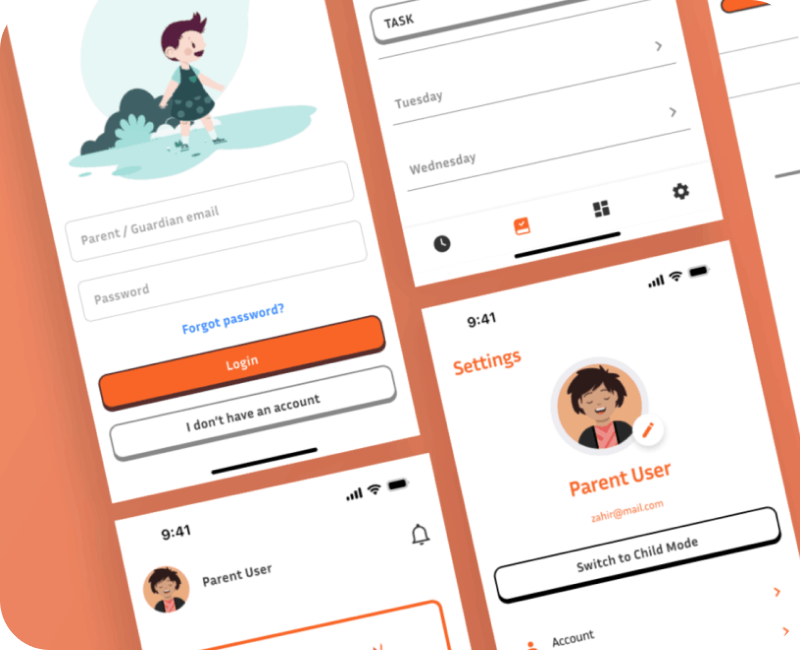 Parent / Guardian email
Password
Forgot password?
Login
I don't have an account
TASK
Tuesday
Wednesday
9:41
Settings
Parent User
zahir@mail.com
Switch to Child Mode
Account
9:41
Parent User